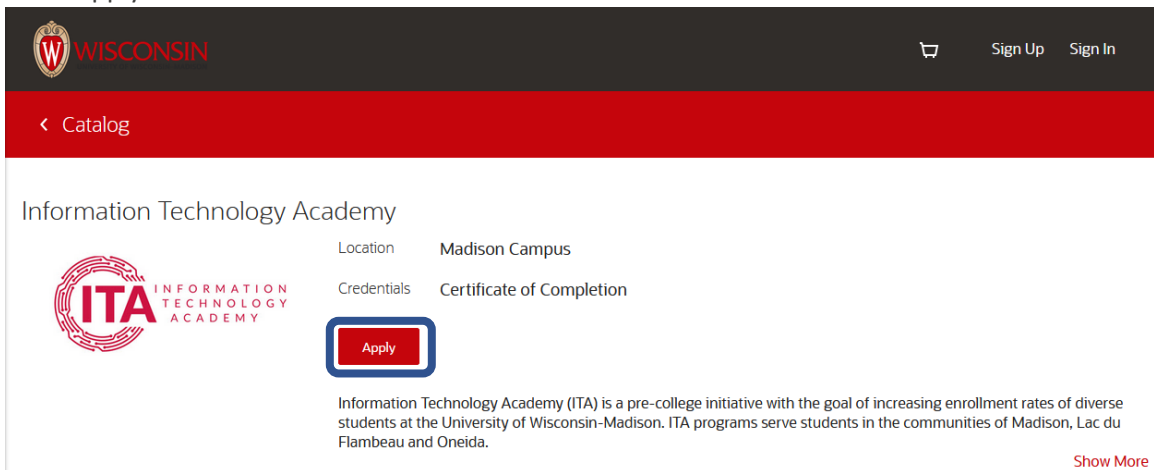 W WISCONSIN
Sign Up Sign In
< Catalog
Information Technology Academy
Location Madison Campus
ITA INFORMATION
TECHNOLOGY
ACADEMY
Credentials Certificate of Completion
Apply
Information Technology Academy (ITA) is a pre-college initiative with the goal of increasing enrollment rates of diverse
students at the University of Wisconsin-Madison. ITA programs serve students in the communities of Madison, Lac du
Flambeau and Oneida.
Show More